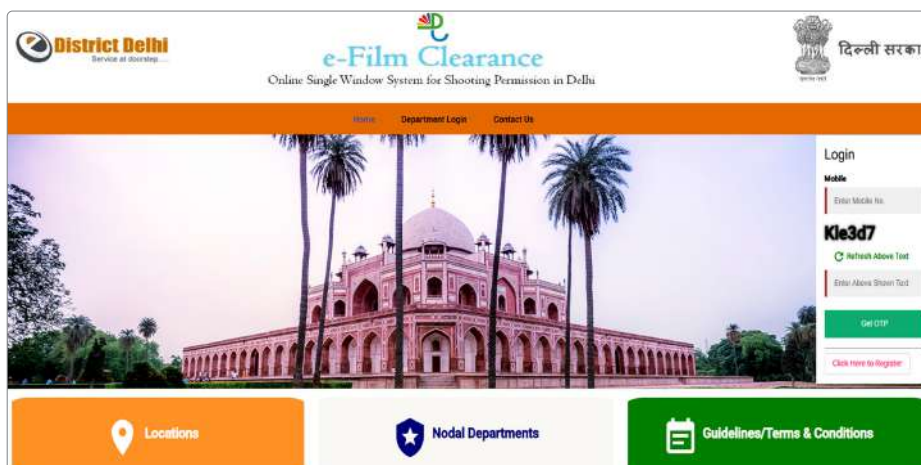 District Delhi
Service at doorstep....
e-Film Clearance
Online Single Window System for Shooting Permission in Delhi
दिल्ली सरका
Home
Department Login
Contact Us
Login
Mobile
Enter Mobile No.
Kle3d7
Refresh Above Text
Enter Above Shown Text
Get OTP
Click Here to Register
Locations
Nodal Departments
Guidelines/Terms & Conditions